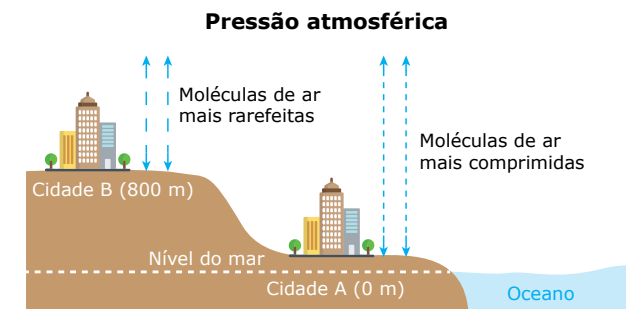 Pressão atmosférica
Moléculas de ar
mais rarefeitas
Moléculas de ar
mais comprimidas
Cidade B (800 m)
Nível do mar
Cidade A (0 m)
Oceano